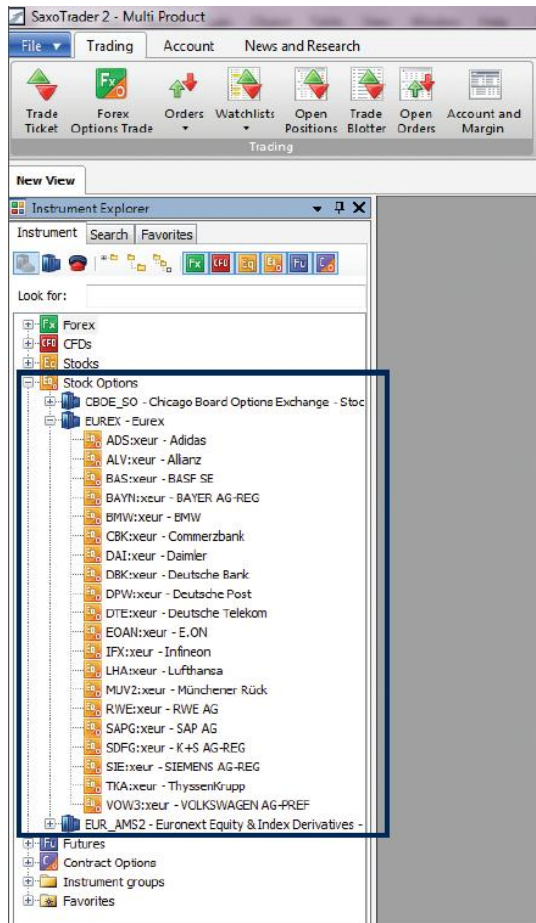 SaxoTrader 2 - Multi Product
File Trading Account News and Research
Trade Ticket
Forex Options Trade
Orders
Watchlists
Open Positions
Trade Blotter
Open Orders
Account and Margin
Trading
New View
Instrument Explorer
Instrument Search Favorites
Fx CFD Eq Fu
Look for:
Forex
CFDs
Stocks
Stock Options
CBOE_SO - Chicago Board Options Exchange - Stoc
EUREX - Eurex
ADS:xeur - Adidas
ALV:xeur - Allianz
BAS:xeur - BASF SE
BAYN:xeur - BAYER AG-REG
BMW:xeur - BMW
CBK:xeur - Commerzbank
DAI:xeur - Daimler
DBK:xeur - Deutsche Bank
DPW:xeur - Deutsche Post
DTE:xeur - Deutsche Telekom
EOAN:xeur - E.ON
IFX:xeur - Infineon
LHA:xeur - Lufthansa
MUV2:xeur - Münchener Rück
RWE:xeur - RWE AG
SAPG:xeur - SAP AG
SDFG:xeur - K+S AG-REG
SIE:xeur - SIEMENS AG-REG
TKA:xeur - ThyssenKrupp
VOW3:xeur - VOLKSWAGEN AG-PREF
EUR_AMS2 - Euronext Equity & Index Derivatives -
Futures
Contract Options
Instrument groups
Favorites